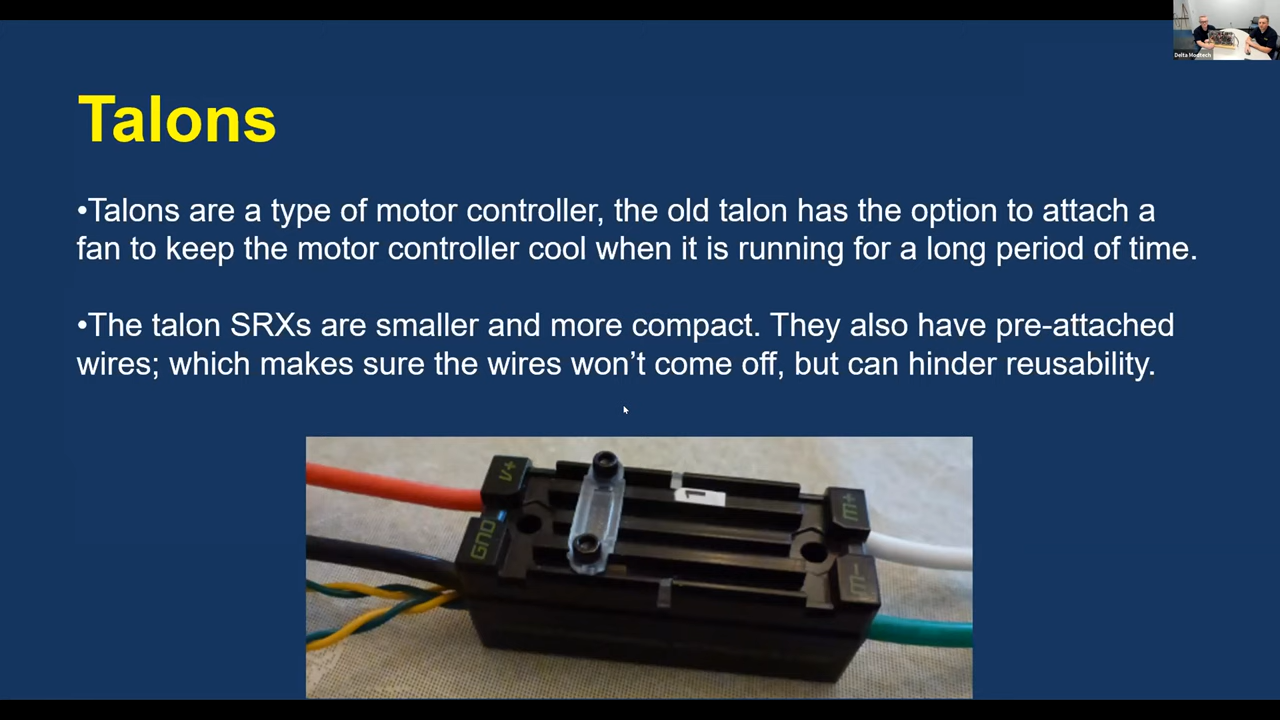 Delta Modtech
Talons
•Talons are a type of motor controller, the old talon has the option to attach a
fan to keep the motor controller cool when it is running for a long period of time.
•The talon SRXs are smaller and more compact. They also have pre-attached
wires; which makes sure the wires won’t come off, but can hinder reusability.
V+
1
M+
GND
M-